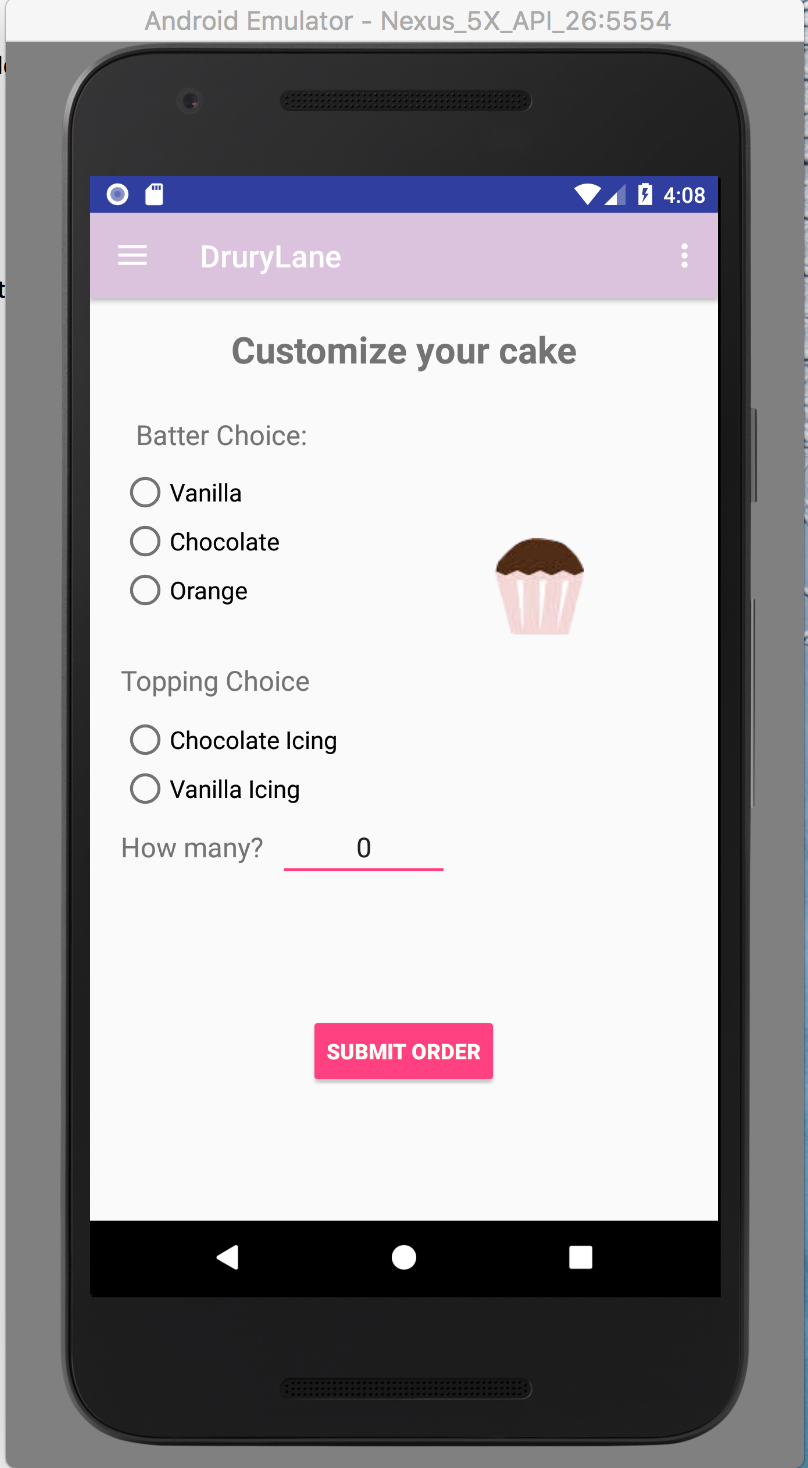 Android Emulator - Nexus_5X_API_26:5554
4:08
DruryLane
Customize your cake
Batter Choice:
Vanilla
Chocolate
Orange
Topping Choice
Chocolate Icing
Vanilla Icing
How many? 0
SUBMIT ORDER